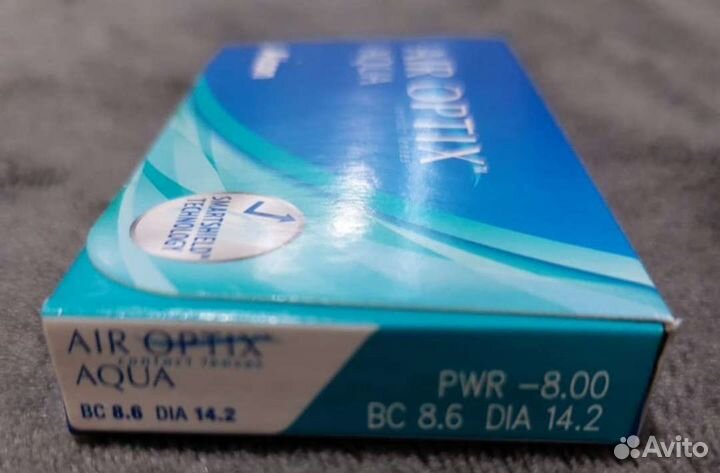 AIR OPTIX
AQUA
SMARTSHIELD
TECHNOLOGY
AIR OPTIX
contact lenses
AQUA
BC 8.6 DIA 14.2
PWR -8.00
BC 8.6 DIA 14.2
Avito